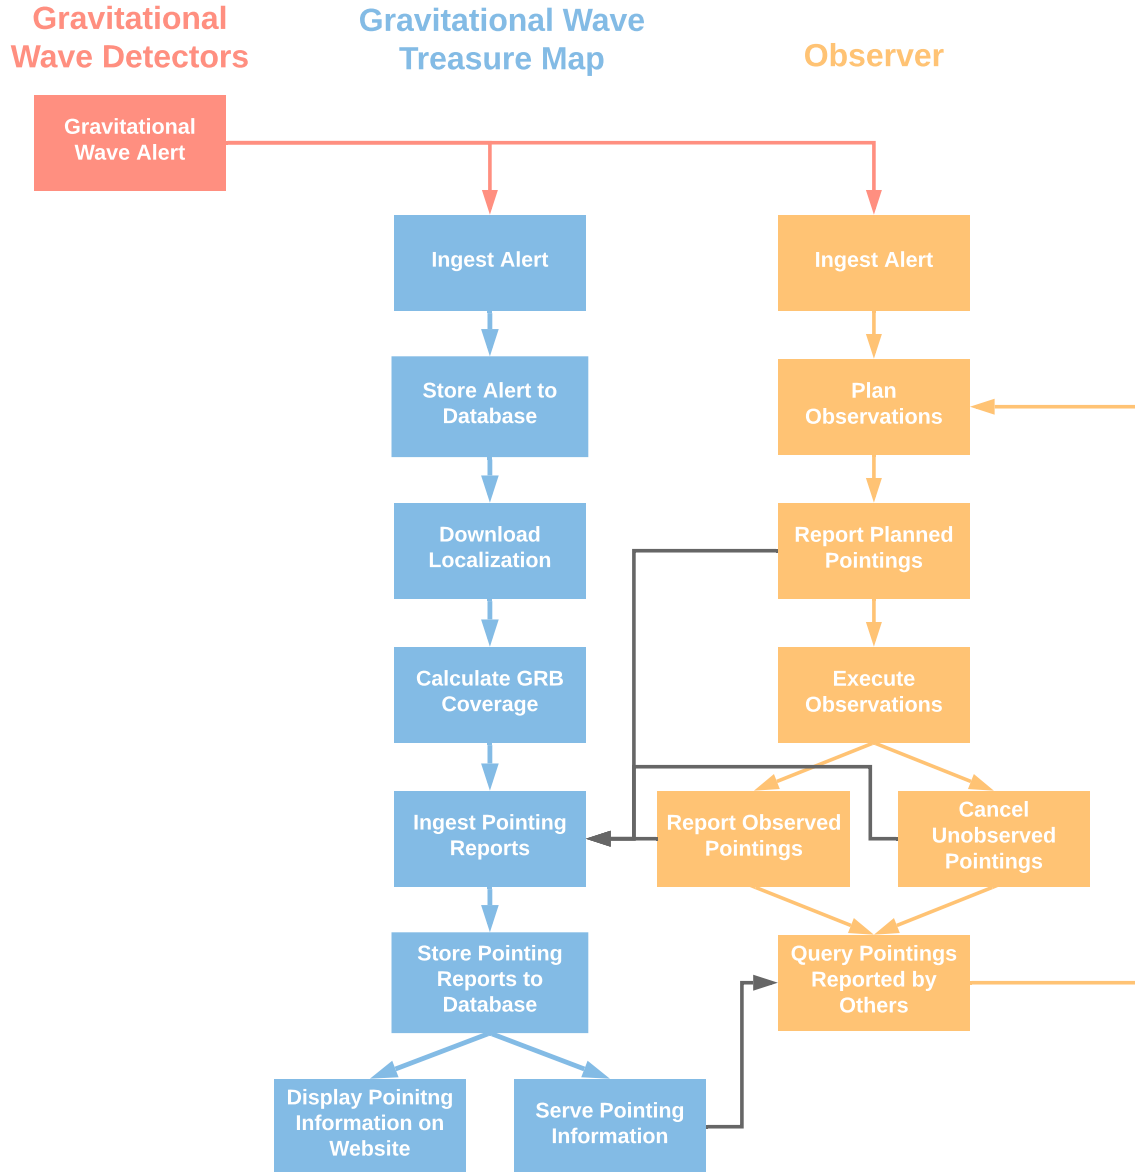 Gravitational
Wave Detectors
Gravitational Wave
Treasure Map
Observer
Gravitational
Wave Alert
Ingest Alert
Ingest Alert
Store Alert to
Database
Plan
Observations
Download
Localization
Report Planned
Pointings
Calculate GRB
Coverage
Execute
Observations
Ingest Pointing
Reports
Report Observed
Pointings
Cancel
Unobserved
Pointings
Store Pointing
Reports to
Database
Query Pointings
Reported by
Others
Display Poinitng
Information on
Website
Serve Pointing
Information